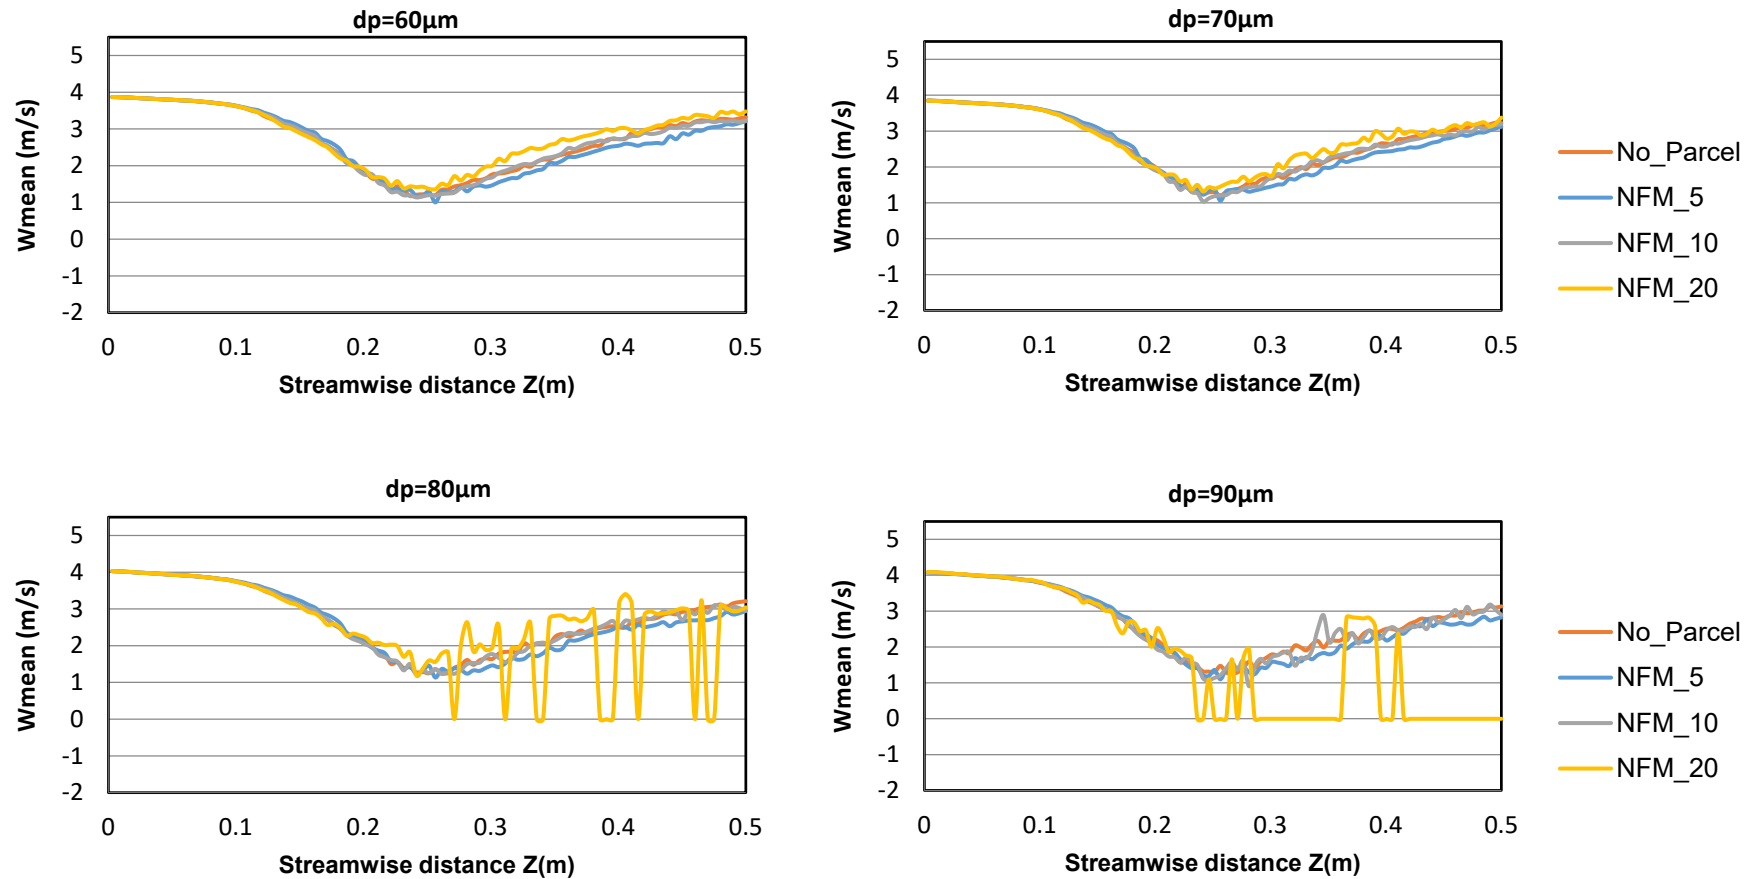 dp=60μm
5
4
3
2
1
0
-1
-2
Wmean (m/s)
0 0.1 0.2 0.3 0.4 0.5
Streamwise distance Z(m)
dp=70μm
5
4
3
2
1
0
-1
-2
Wmean (m/s)
0 0.1 0.2 0.3 0.4 0.5
Streamwise distance Z(m)
No_Parcel
NFM_5
NFM_10
NFM_20
dp=80μm
5
4
3
2
1
0
-1
-2
Wmean (m/s)
0 0.1 0.2 0.3 0.4 0.5
Streamwise distance Z(m)
dp=90μm
5
4
3
2
1
0
-1
-2
Wmean (m/s)
0 0.1 0.2 0.3 0.4 0.5
Streamwise distance Z(m)
No_Parcel
NFM_5
NFM_10
NFM_20